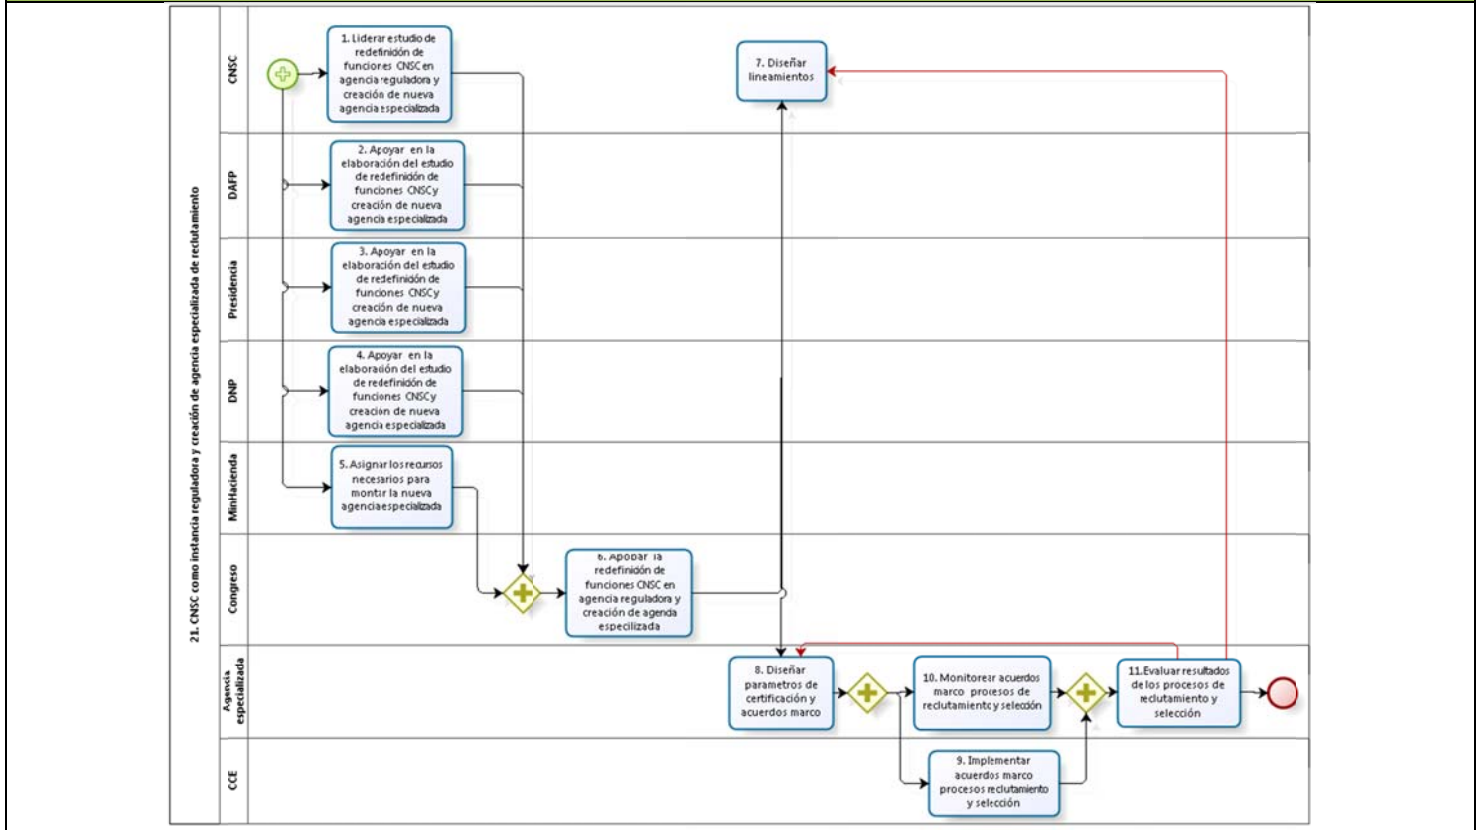 21. CNSC como instancia reguladora y creación de agencia especializada de reclutamiento
CNSC
1. Liderar estudio de
redefinición de
funciones CNSC en
agencia reguladora y
creación de nueva
agencia especializada
7. Diseñar
lineamientos
DAFP
2. Apoyar en la
elaboración del estudio
de redefinición de
funciones CNSC y
creación de nueva
agencia especializada
Presidencia
3. Apoyar en la
elaboración del estudio
de redefinición de
funciones CNSC y
creación de nueva
agencia especializada
DNP
4. Apoyar en la
elaboración del estudio
de redefinición de
funciones CNSC y
creación de nueva
agencia especializada
MinHacienda
5. Asignar los recursos
necesarios para
montar la nueva
agencia especializada
Congreso
6. Apobar la
redefinición de
funciones CNSC en
agencia reguladora y
creación de agenda
especilizada
Agencia
especializada
8. Diseñar
parametros de
certificación y
acuerdos marco
10. Monitorear acuerdos
marco procesos de
reclutamiento y selección
11.Evaluar resultados
de los procesos de
reclutamiento y
selección
CCE
9. Implementar
acuerdos marco
procesos reclutamiento
y selección